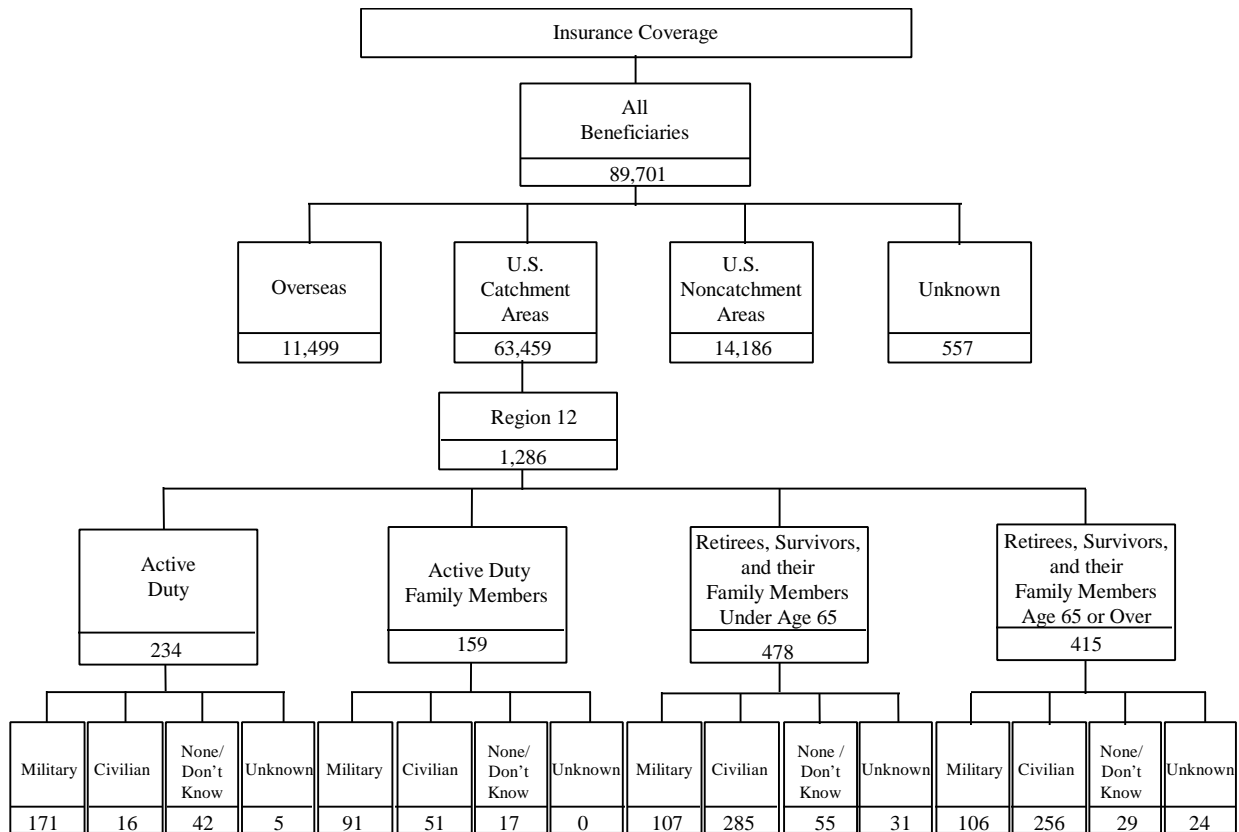 Insurance Coverage
All
Beneficiaries
89,701
Overseas
11,499
U.S.
Catchment
Areas
63,459
U.S.
Noncatchment
Areas
14,186
Unknown
557
Region 12
1,286
Active
Duty
234
Active Duty
Family Members
159
Retirees, Survivors,
and their
Family Members
Under Age 65
478
Retirees, Survivors,
and their
Family Members
Age 65 or Over
415
Military
171
Civilian
16
None/
Don't
Know
42
Unknown
5
Military
91
Civilian
51
None/
Don't
Know
17
Unknown
0
Military
107
Civilian
285
None /
Don't
Know
55
Unknown
31
Military
106
Civilian
256
None/
Don't
Know
29
Unknown
24